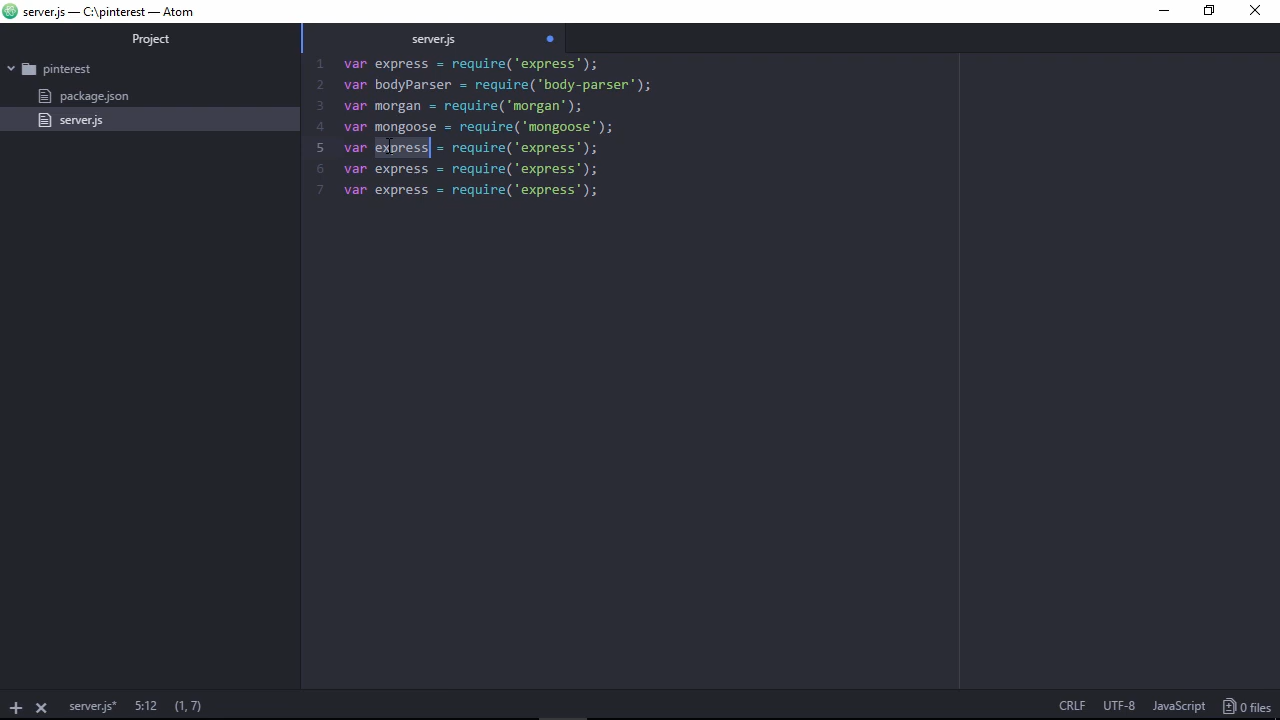 server.js — C:\pinterest — Atom
Project
server.js
pinterest
package.json
server.js
1 var express = require('express');
2 var bodyParser = require('body-parser');
3 var morgan = require('morgan');
4 var mongoose = require('mongoose');
5 var express = require('express');
6 var express = require('express');
7 var express = require('express');
server.js* 5:12 (1, 7) CRLF UTF-8 JavaScript 0 files